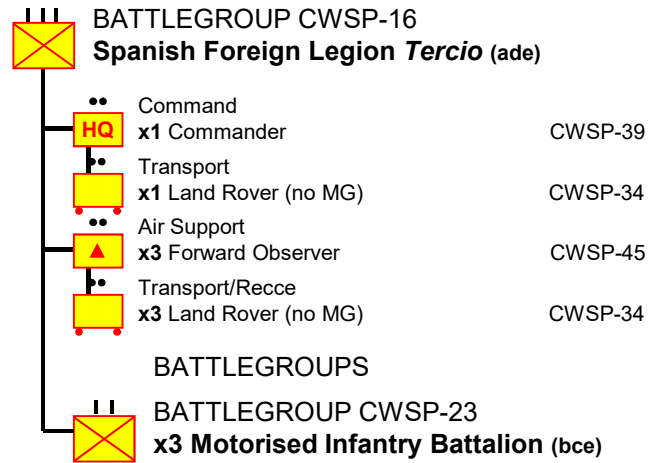 BATTLEGROUP CWSP-16
Spanish Foreign Legion Tercio (ade)
Command
HQ x1 Commander CWSP-39
Transport
x1 Land Rover (no MG) CWSP-34
Air Support
x3 Forward Observer CWSP-45
Transport/Recce
x3 Land Rover (no MG) CWSP-34
BATTLEGROUPS
BATTLEGROUP CWSP-23
x3 Motorised Infantry Battalion (bce)